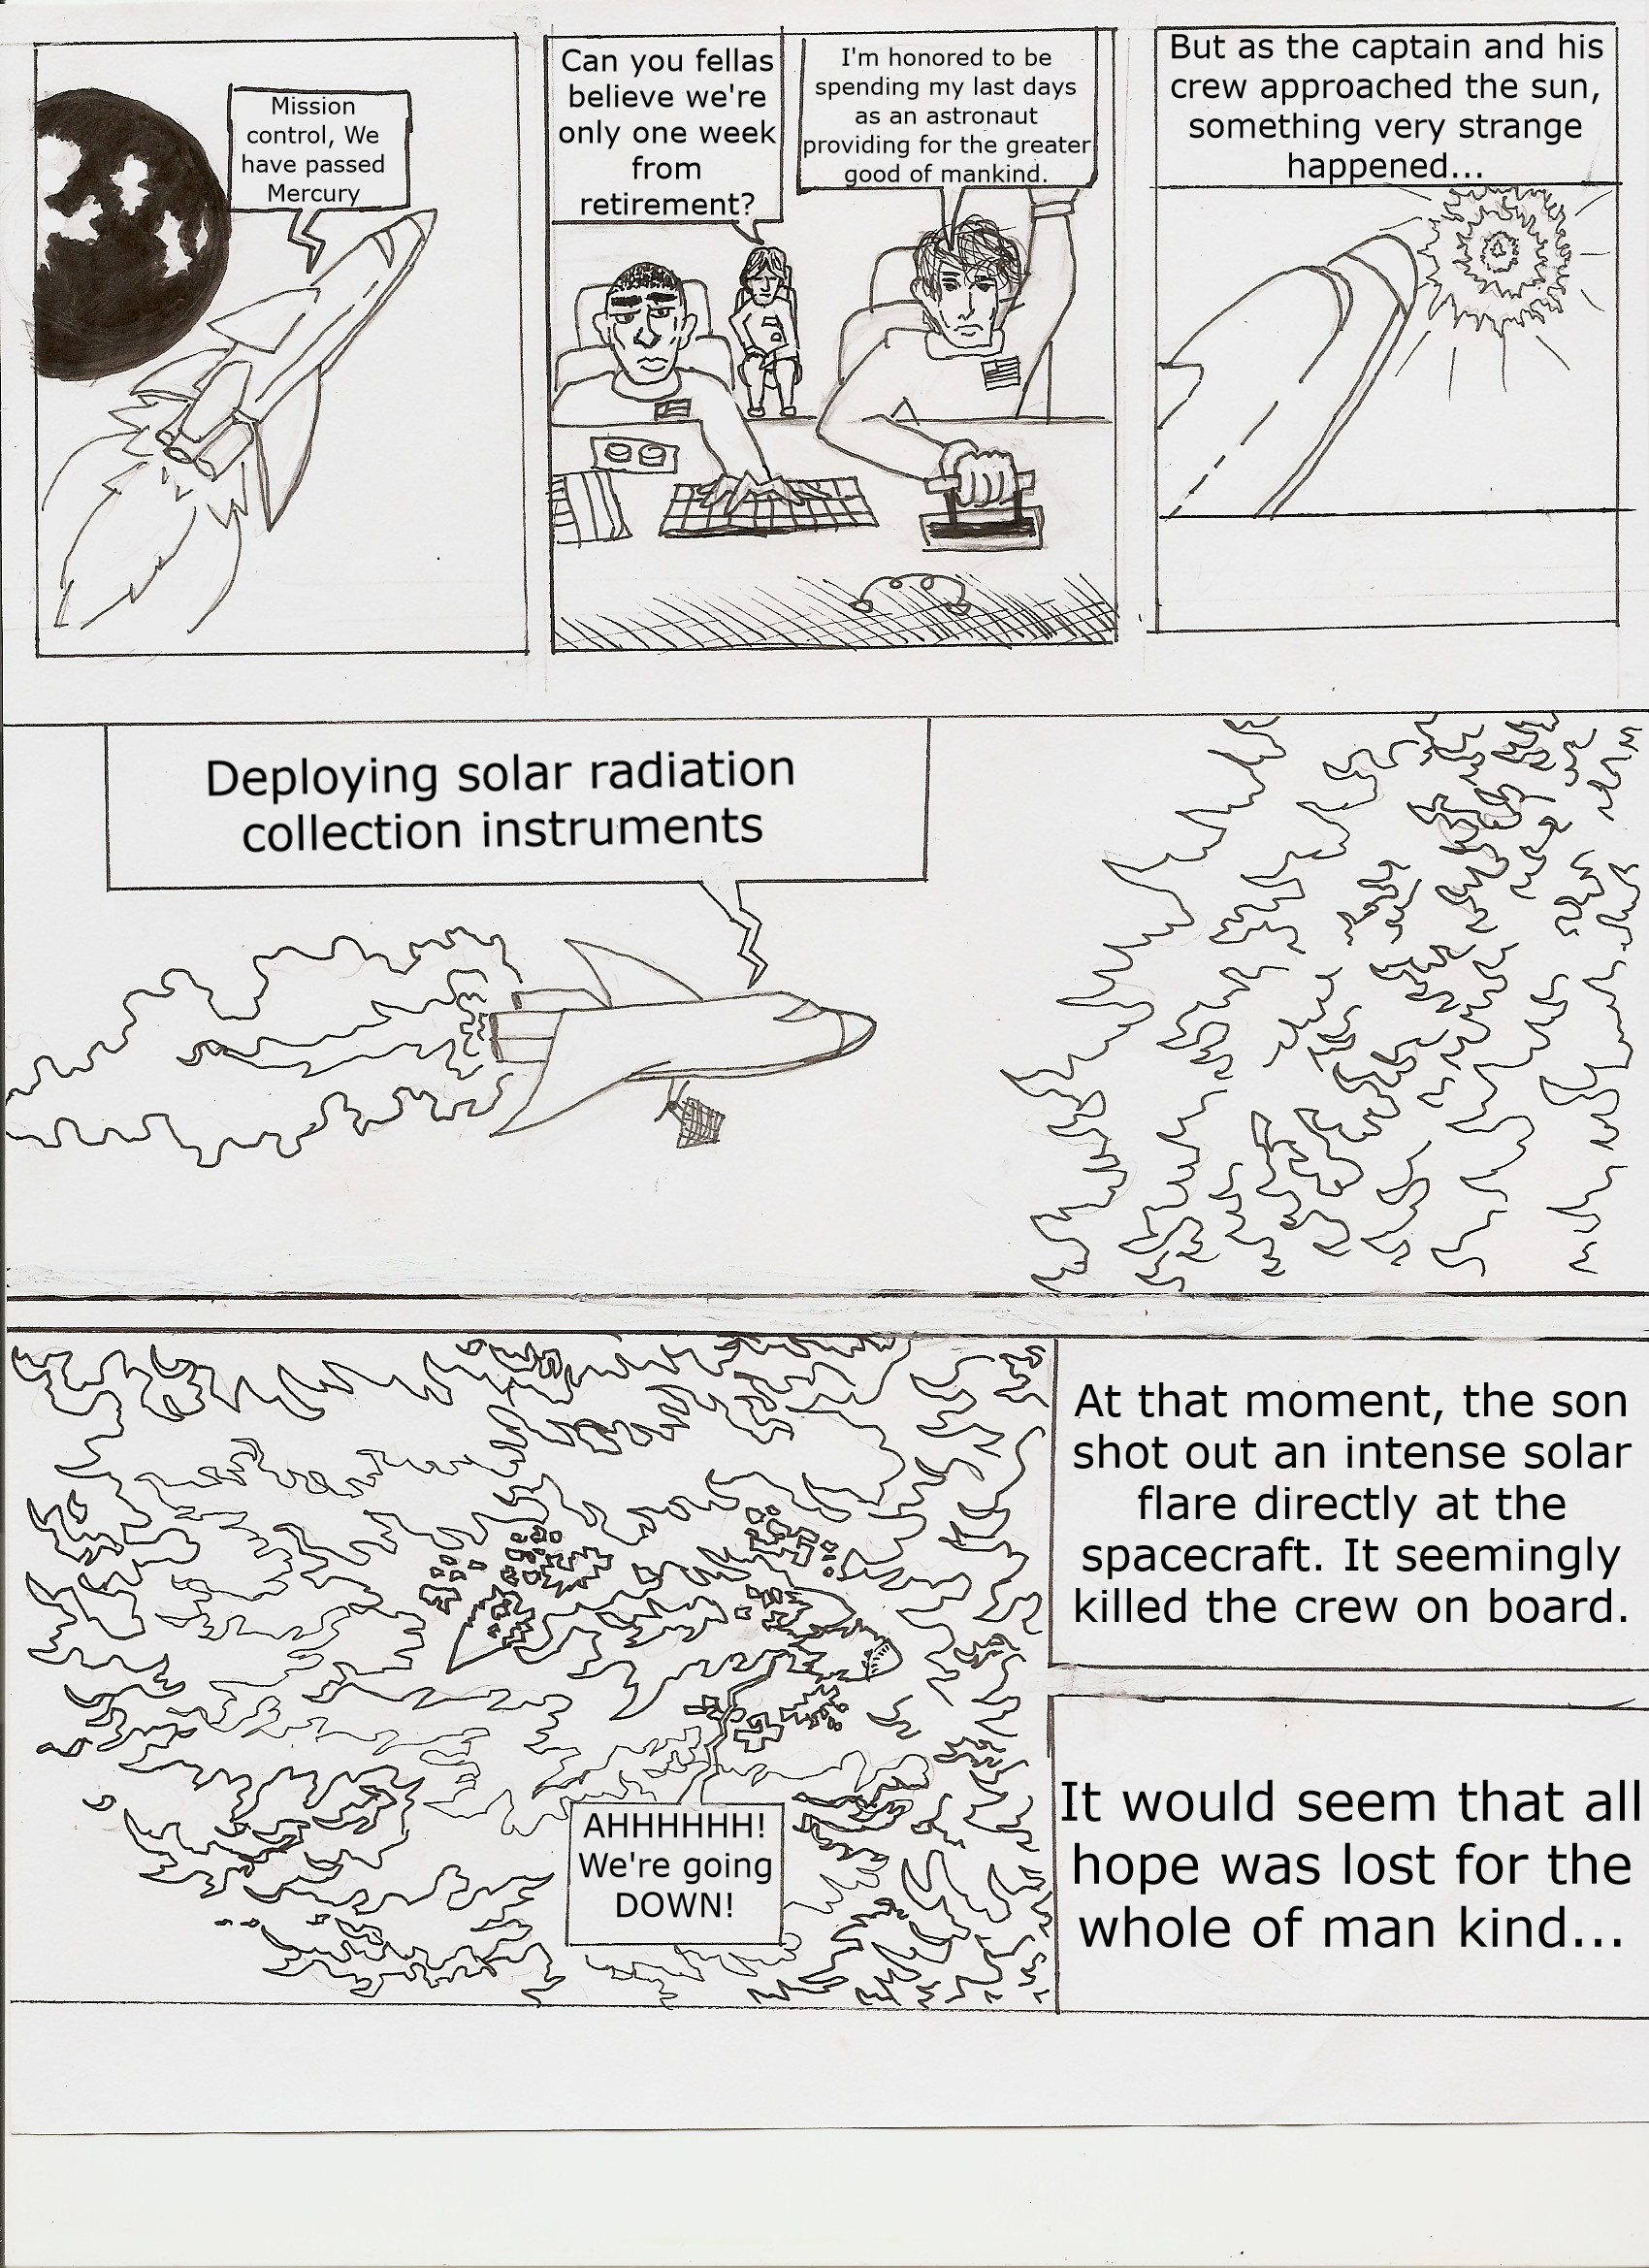 Mission
control, We
have passed
Mercury
Can you fellas
believe we're
only one week
from
retirement?
I'm honored to be
spending my last days
as an astronaut
providing for the greater
good of mankind.
But as the captain and his
crew approached the sun,
something very strange
happened...
Deploying solar radiation
collection instruments
At that moment, the son
shot out an intense solar
flare directly at the
spacecraft. It seemingly
killed the crew on board.
AHHHHHH!
We're going
DOWN!
It would seem that all
hope was lost for the
whole of man kind...